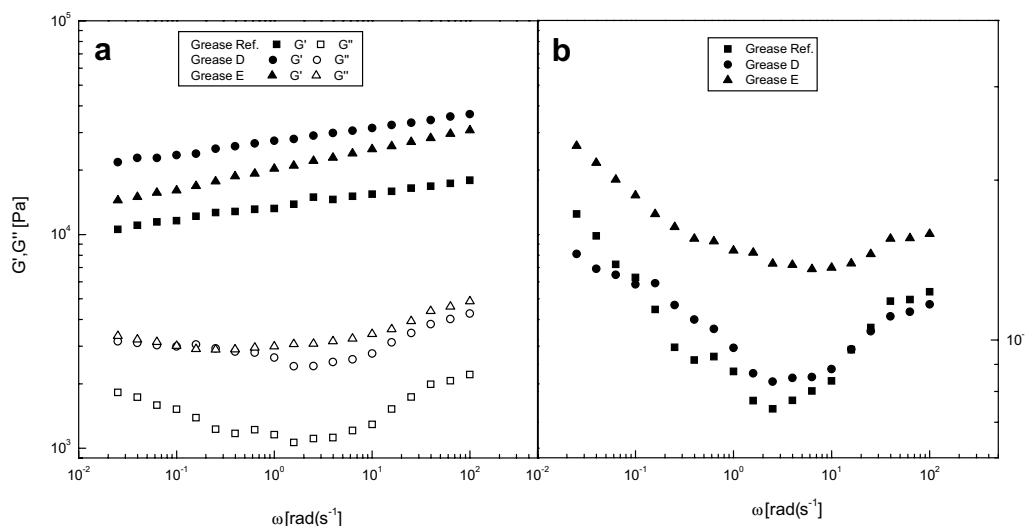 a
Grease Ref. G' G''
Grease D G' G''
Grease E G' G''
10⁵
10⁴
10³
G',G'' [Pa]
10⁻² 10⁻¹ 10⁰ 10¹ 10²
ω[rad(s⁻¹]
b
Grease Ref.
Grease D
Grease E
10⁻
10⁻² 10⁻¹ 10⁰ 10¹ 10²
ω[rad(s⁻¹]